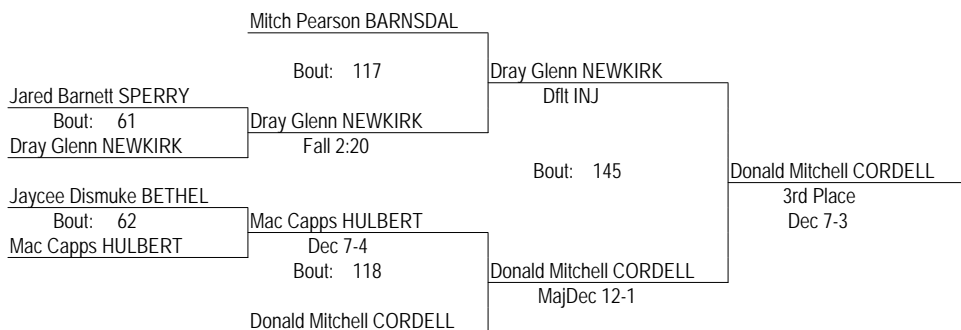 Mitch Pearson BARNSDAL
Bout: 117
Dray Glenn NEWKIRK
Dflt INJ
Jared Barnett SPERRY
Bout: 61
Dray Glenn NEWKIRK
Dray Glenn NEWKIRK
Fall 2:20
Bout: 145
Donald Mitchell CORDELL
3rd Place
Dec 7-3
Jaycee Dismuke BETHEL
Bout: 62
Mac Capps HULBERT
Mac Capps HULBERT
Dec 7-4
Bout: 118
Donald Mitchell CORDELL
MajDec 12-1
Donald Mitchell CORDELL